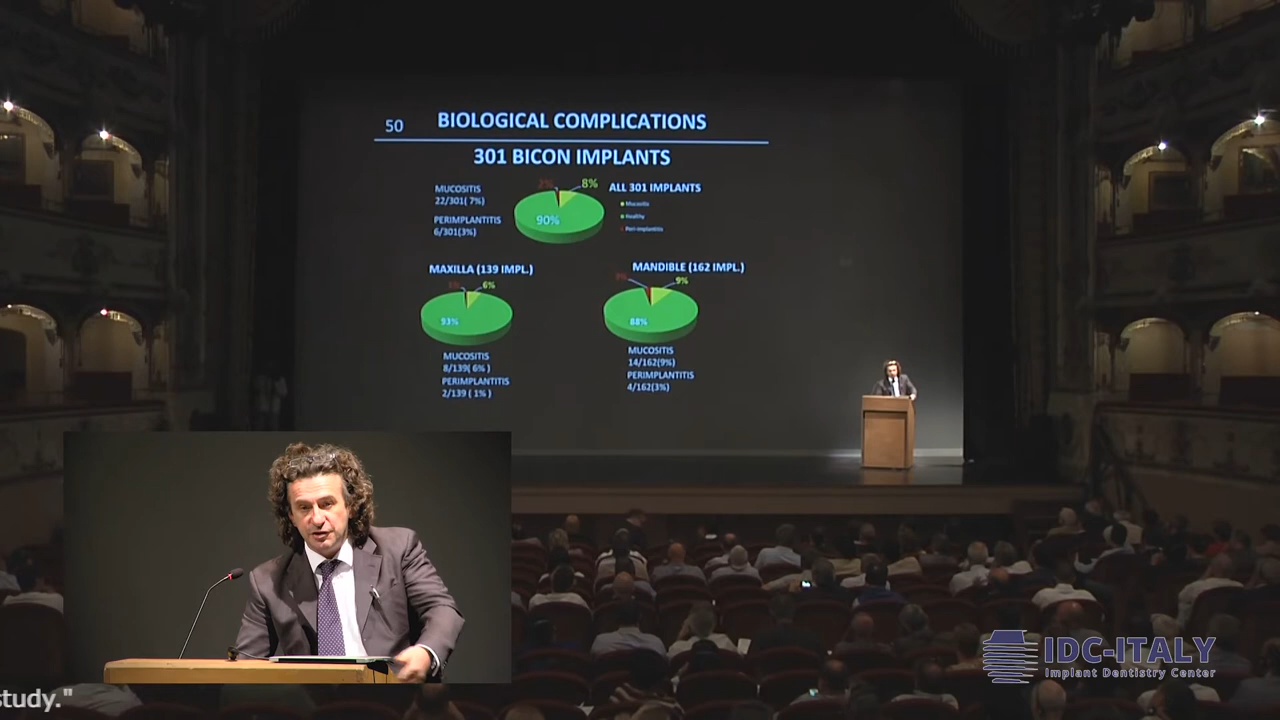 50
BIOLOGICAL COMPLICATIONS
301 BICON IMPLANTS
MUCOSITIS
22/301( 7%)
PERIMPLANTITIS
6/301(3%)
2%
8%
90%
ALL 301 IMPLANTS
Mucositis
Healthy
Peri-implantitis
MAXILLA (139 IMPL.)
6%
93%
MUCOSITIS
8/139( 6% )
PERIMPLANTITIS
2/139 ( 1% )
MANDIBLE (162 IMPL.)
9%
88%
MUCOSITIS
14/162(9%)
PERIMPLANTITIS
4/162(3%)
study."
IDC-ITALY
Implant Dentistry Center